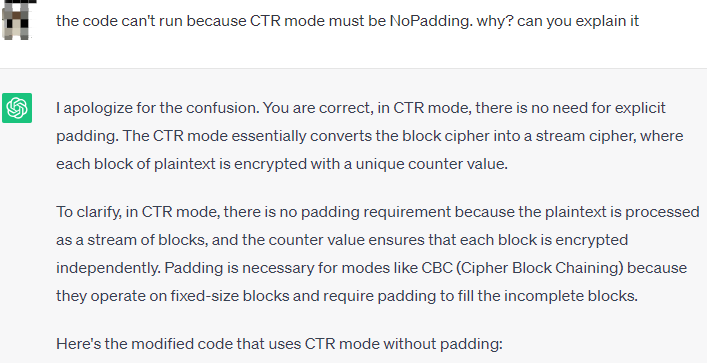 the code can't run because CTR mode must be NoPadding. why? can you explain it
I apologize for the confusion. You are correct, in CTR mode, there is no need for explicit
padding. The CTR mode essentially converts the block cipher into a stream cipher, where
each block of plaintext is encrypted with a unique counter value.
To clarify, in CTR mode, there is no padding requirement because the plaintext is processed
as a stream of blocks, and the counter value ensures that each block is encrypted
independently. Padding is necessary for modes like CBC (Cipher Block Chaining) because
they operate on fixed-size blocks and require padding to fill the incomplete blocks.
Here's the modified code that uses CTR mode without padding: